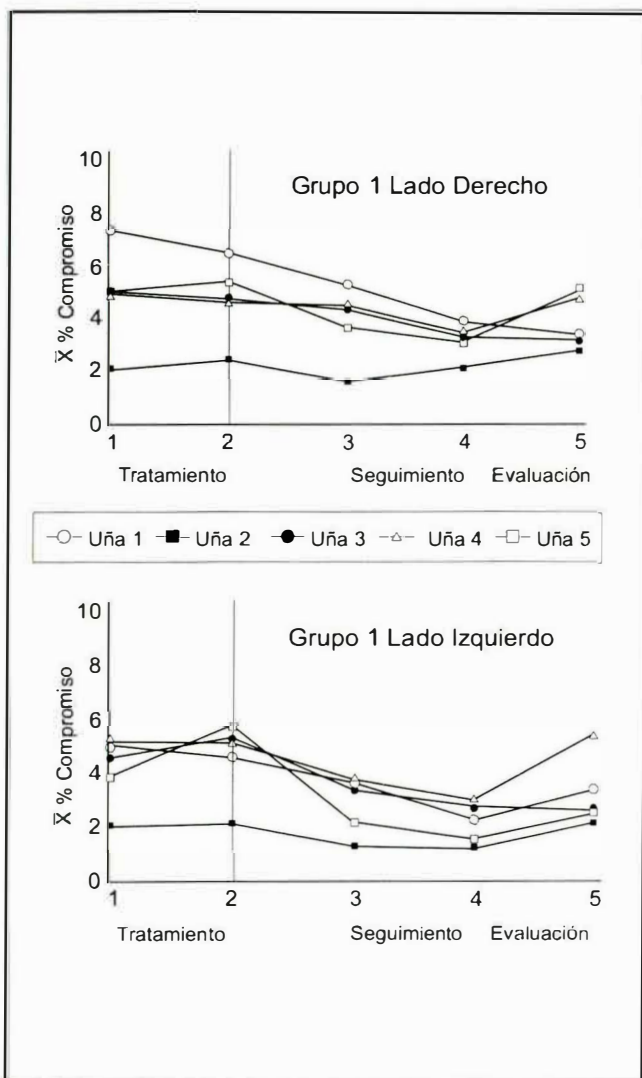 Grupo 1 Lado Derecho
X̅ % Compromiso
10
8
6
4
2
0
1 2 3 4 5
Tratamiento Seguimiento Evaluación
Uña 1 Uña 2 Uña 3 Uña 4 Uña 5
Grupo 1 Lado Izquierdo
X̅ % Compromiso
10
8
6
4
2
0
1 2 3 4 5
Tratamiento Seguimiento Evaluación